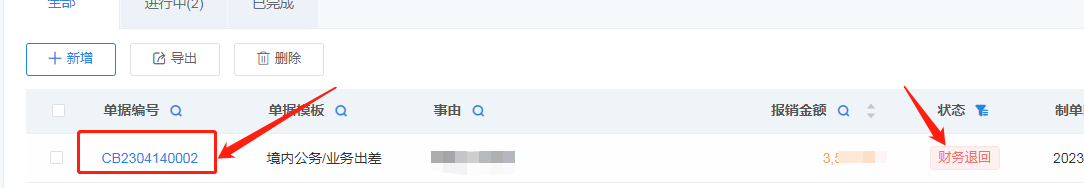 全部 进行中(2) 已完成
新增 导出 删除
单据编号 单据模板 事由 报销金额 状态 制单
CB2304140002 境内公务/业务出差 3,5 财务退回 2023